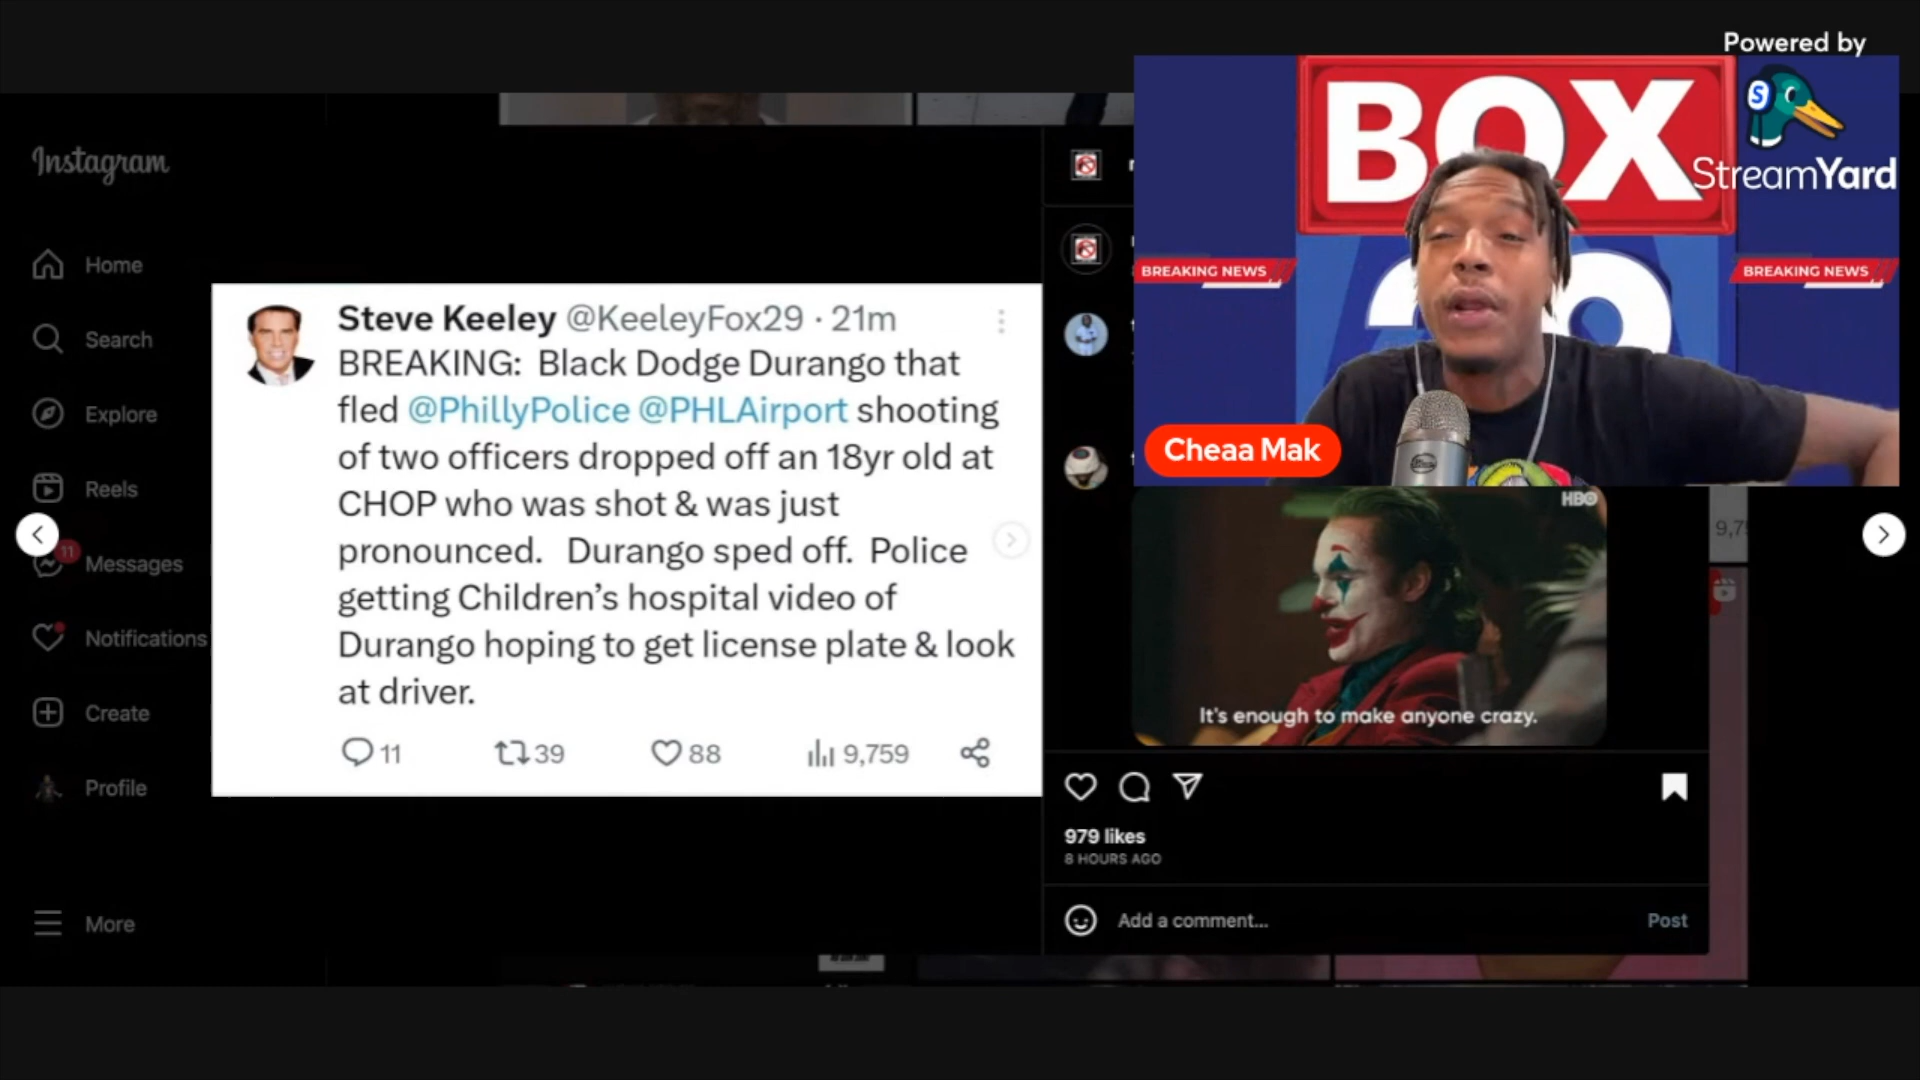 Powered by
StreamYard
BOX
BREAKING NEWS
BREAKING NEWS
Cheaa Mak
Instagram
Home
Search
Explore
Reels
11
Messages
Notifications
Create
Profile
More
Steve Keeley @KeeleyFox29 · 21m
BREAKING: Black Dodge Durango that
fled @PhillyPolice @PHLAirport shooting
of two officers dropped off an 18yr old at
CHOP who was shot & was just
pronounced. Durango sped off. Police
getting Children’s hospital video of
Durango hoping to get license plate & look
at driver.
11 39 88 9,759
HBO
It's enough to make anyone crazy.
979 likes
8 HOURS AGO
Add a comment...
Post